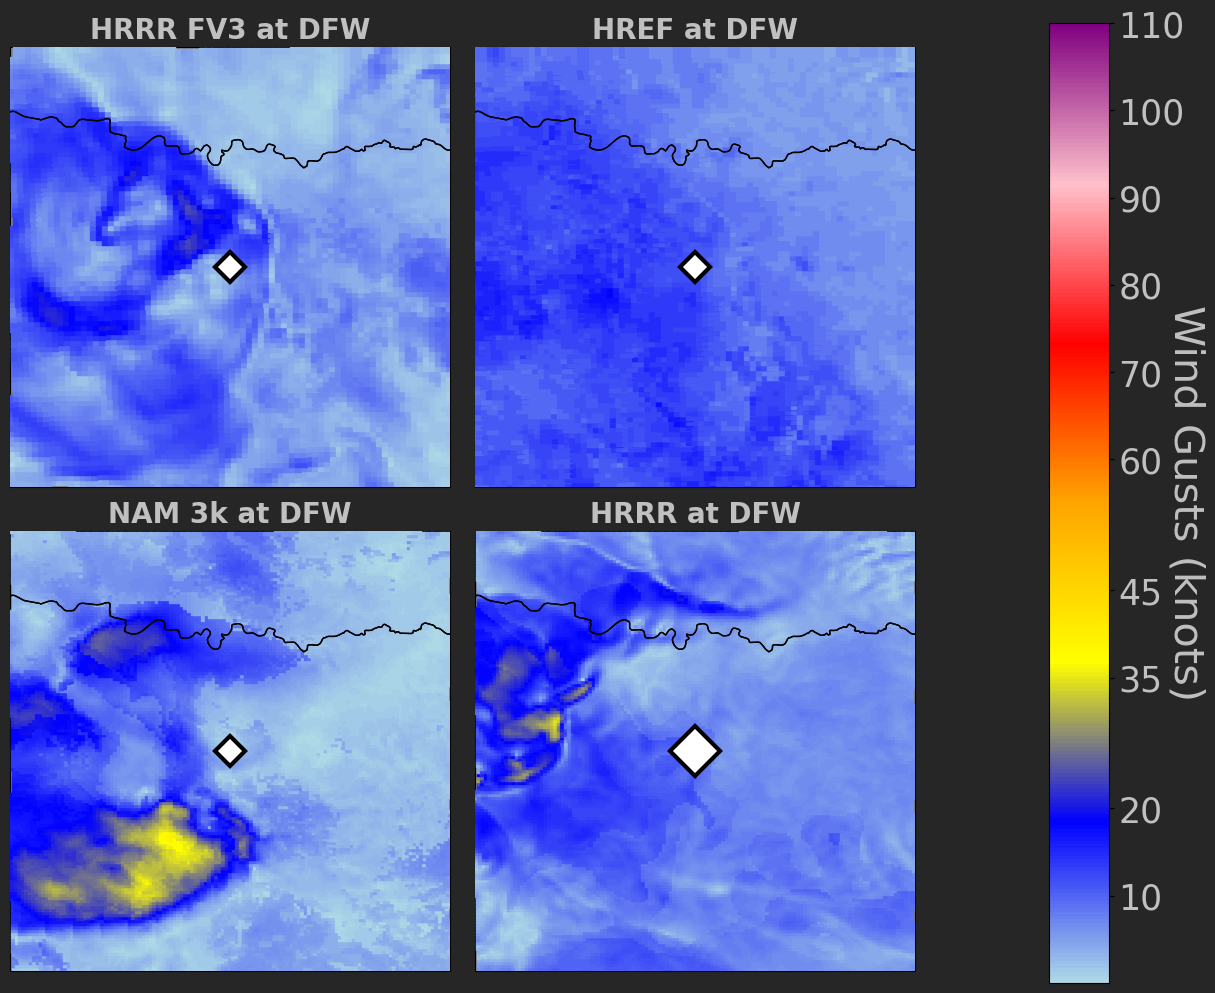 HRRR FV3 at DFW
HREF at DFW
NAM 3k at DFW
HRRR at DFW
110
100
90
80
70
60
45
35
20
10
Wind Gusts (knots)